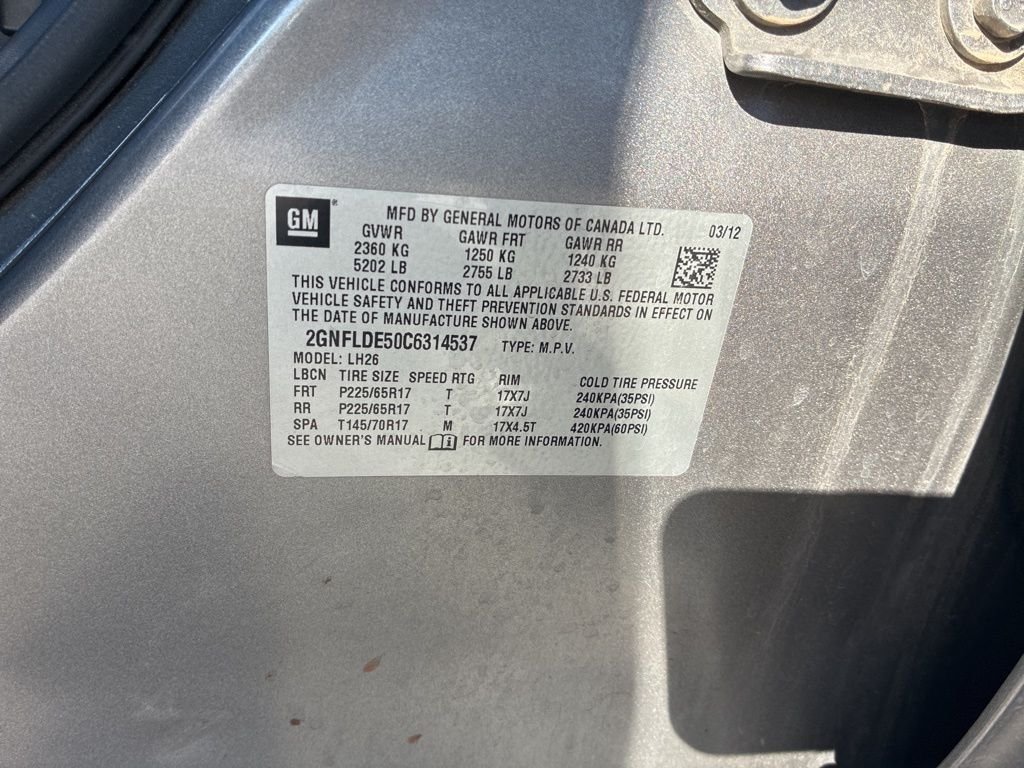 GM ®
MFD BY GENERAL MOTORS OF CANADA LTD. 03/12
GVWR GAWR FRT GAWR RR
2360 KG 1250 KG 1240 KG
5202 LB 2755 LB 2733 LB
THIS VEHICLE CONFORMS TO ALL APPLICABLE U.S. FEDERAL MOTOR
VEHICLE SAFETY AND THEFT PREVENTION STANDARDS IN EFFECT ON
THE DATE OF MANUFACTURE SHOWN ABOVE.
2GNFLDE50C6314537 TYPE: M.P.V.
MODEL: LH26
LBCN TIRE SIZE SPEED RTG RIM COLD TIRE PRESSURE
FRT P225/65R17 T 17X7J 240KPA(35PSI)
RR P225/65R17 T 17X7J 240KPA(35PSI)
SPA T145/70R17 M 17X4.5T 420KPA(60PSI)
SEE OWNER'S MANUAL i FOR MORE INFORMATION.